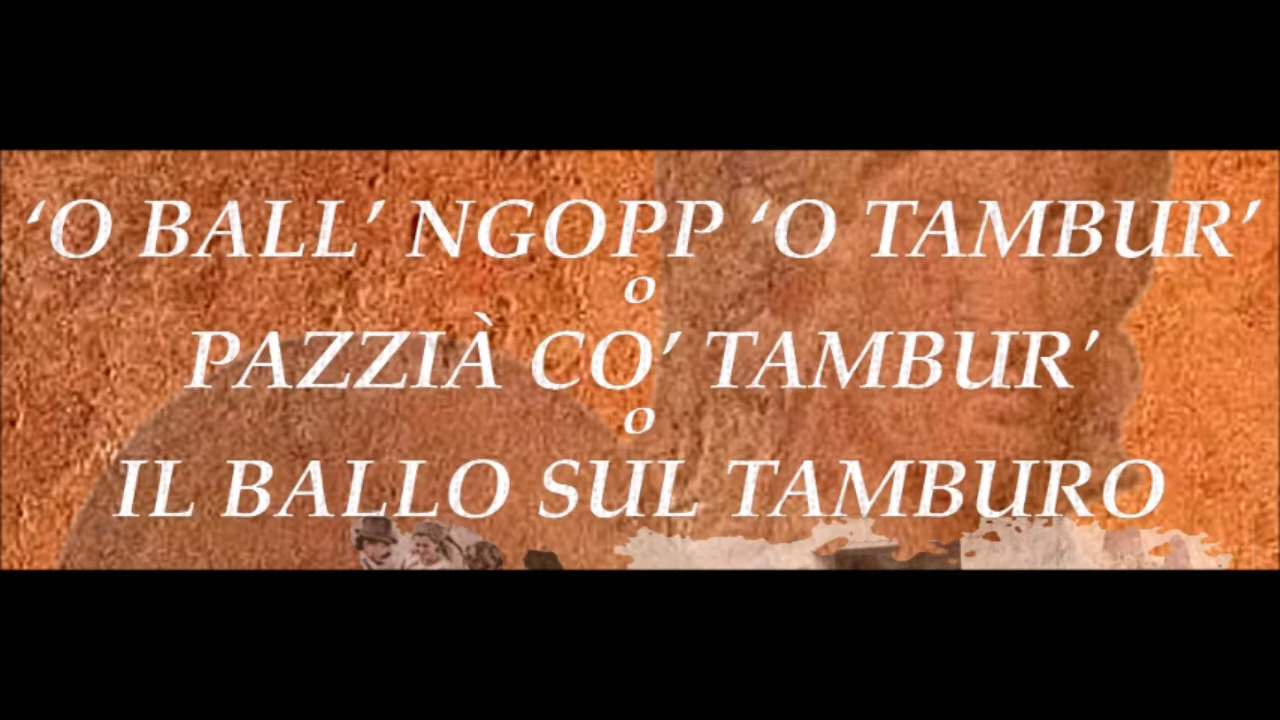 ‘O BALL’ NGOPP ‘O TAMBUR’
o
PAZZIÀ CO’ TAMBUR’
o
IL BALLO SUL TAMBURO